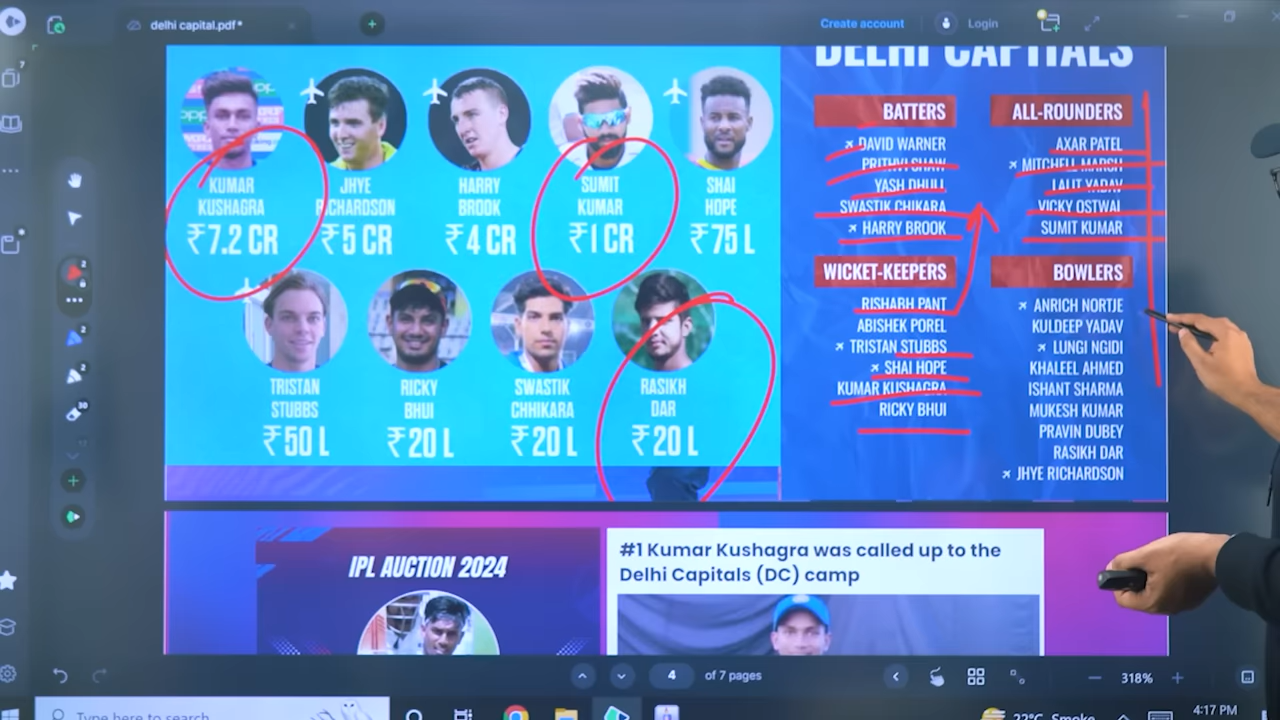 delhi capital.pdf*
Create account
Login
KUMAR
KUSHAGRA
₹7.2 CR
JHYE
RICHARDSON
₹5 CR
HARRY
BROOK
₹4 CR
SUMIT
KUMAR
₹1 CR
SHAI
HOPE
₹75 L
TRISTAN
STUBBS
₹50 L
RICKY
BHUI
₹20 L
SWASTIK
CHHIKARA
₹20 L
RASIKH
DAR
₹20 L
DELHI CAPITALS
BATTERS
DAVID WARNER
PRITHVI SHAW
YASH DHULL
SWASTIK CHIKARA
HARRY BROOK
ALL-ROUNDERS
AXAR PATEL
MITCHELL MARSH
LALIT YADAV
VICKY OSTWAL
SUMIT KUMAR
WICKET-KEEPERS
RISHABH PANT
ABISHEK POREL
TRISTAN STUBBS
SHAI HOPE
KUMAR KUSHAGRA
RICKY BHUI
BOWLERS
ANRICH NORTJE
KULDEEP YADAV
LUNGI NGIDI
KHALEEL AHMED
ISHANT SHARMA
MUKESH KUMAR
PRAVIN DUBEY
RASIKH DAR
JHYE RICHARDSON
IPL AUCTION 2024
#1 Kumar Kushagra was called up to the
Delhi Capitals (DC) camp
4 of 7 pages
318%
Type here to search
22°C Smoke
4:17 PM